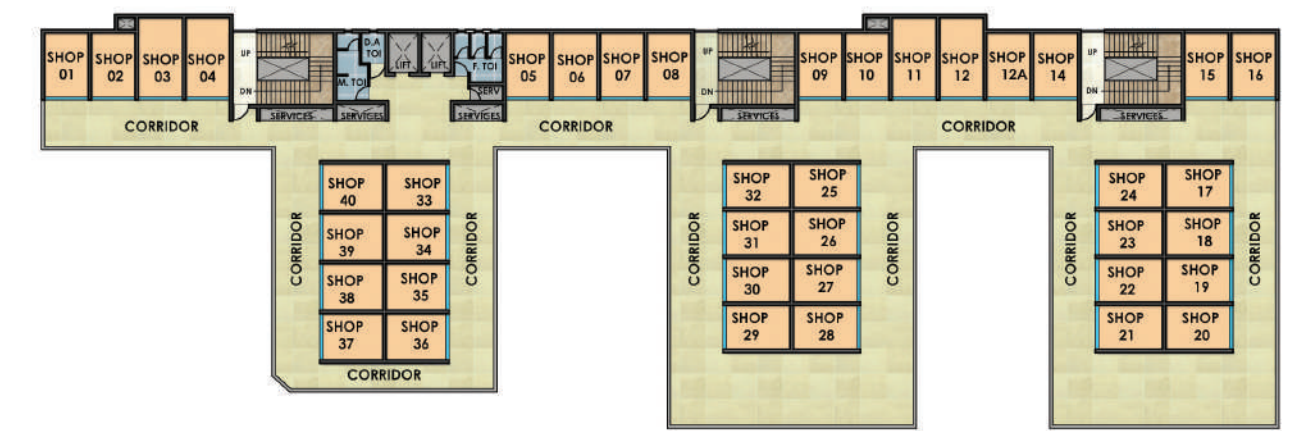 SHOP
01
SHOP
02
SHOP
03
SHOP
04
UP
DN
SERVICES
M. TOI
D.A
TOI
SERVICES
LIFT
LIFT
F. TOI
SERV
SERVICES
SHOP
05
SHOP
06
SHOP
07
SHOP
08
UP
DN
SERVICES
SHOP
09
SHOP
10
SHOP
11
SHOP
12
SHOP
12A
SHOP
14
UP
DN
SERVICES
SHOP
15
SHOP
16
CORRIDOR
CORRIDOR
CORRIDOR
SHOP
40
SHOP
33
SHOP
39
SHOP
34
SHOP
38
SHOP
35
SHOP
37
SHOP
36
CORRIDOR
CORRIDOR
CORRIDOR
SHOP
32
SHOP
25
SHOP
31
SHOP
26
SHOP
30
SHOP
27
SHOP
29
SHOP
28
CORRIDOR
CORRIDOR
SHOP
24
SHOP
17
SHOP
23
SHOP
18
SHOP
22
SHOP
19
SHOP
21
SHOP
20
CORRIDOR
CORRIDOR